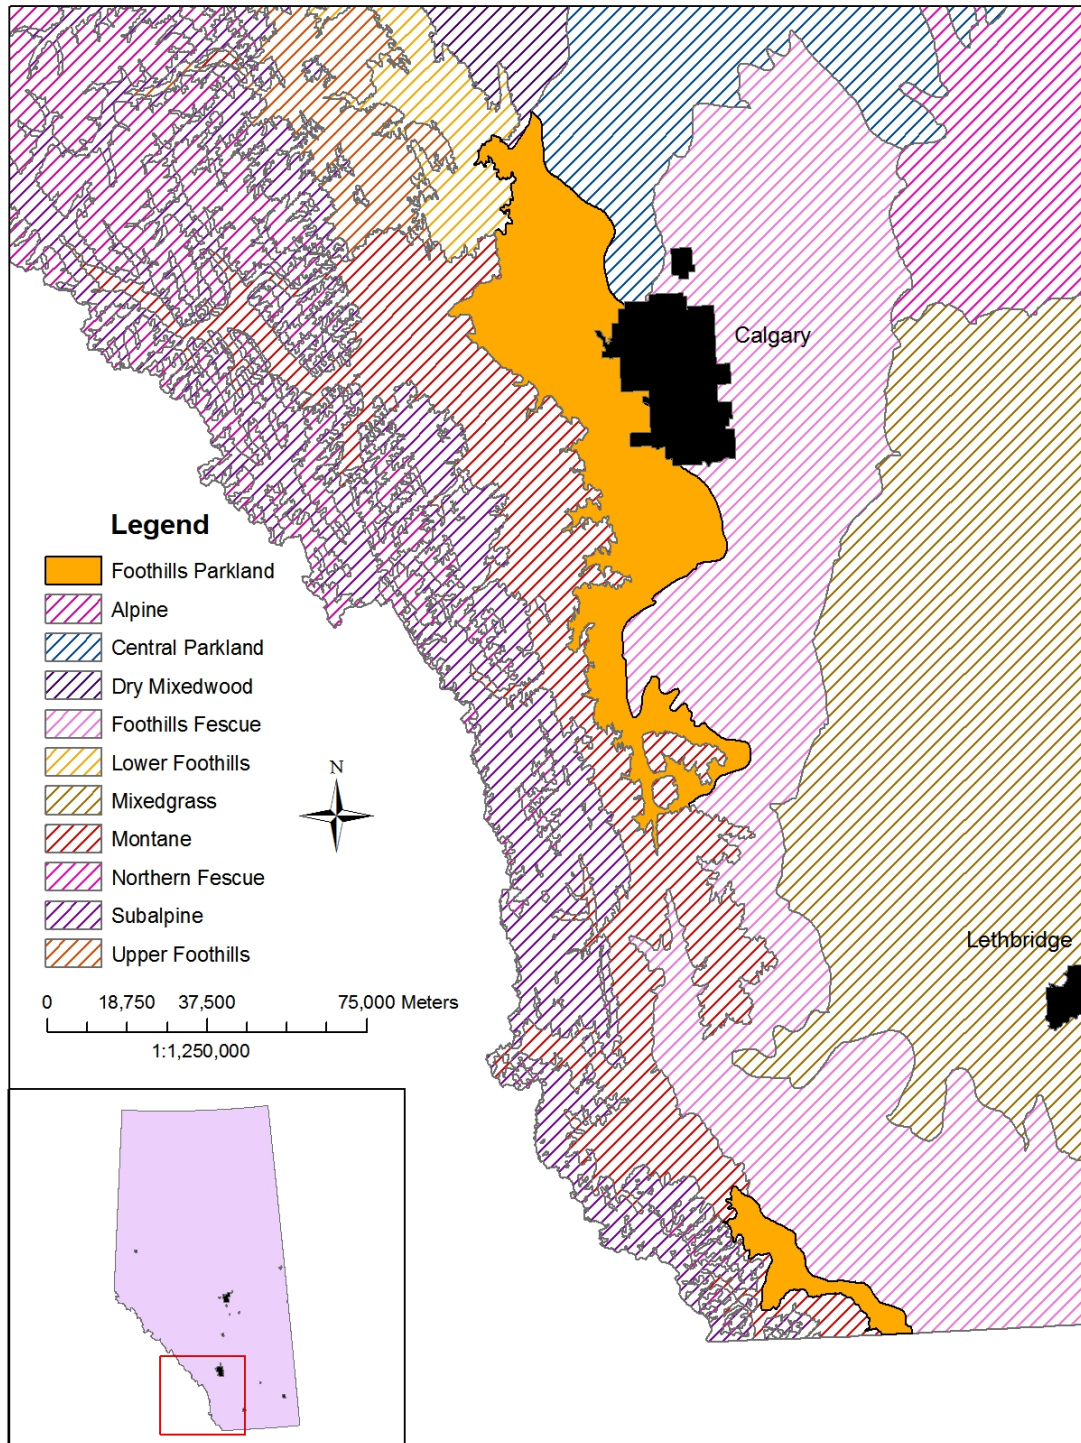 Calgary
Legend
Foothills Parkland
Alpine
Central Parkland
Dry Mixedwood
Foothills Fescue
Lower Foothills
Mixedgrass
Montane
Northern Fescue
Subalpine
Upper Foothills
N
Lethbridge
0 18,750 37,500 75,000 Meters
1:1,250,000